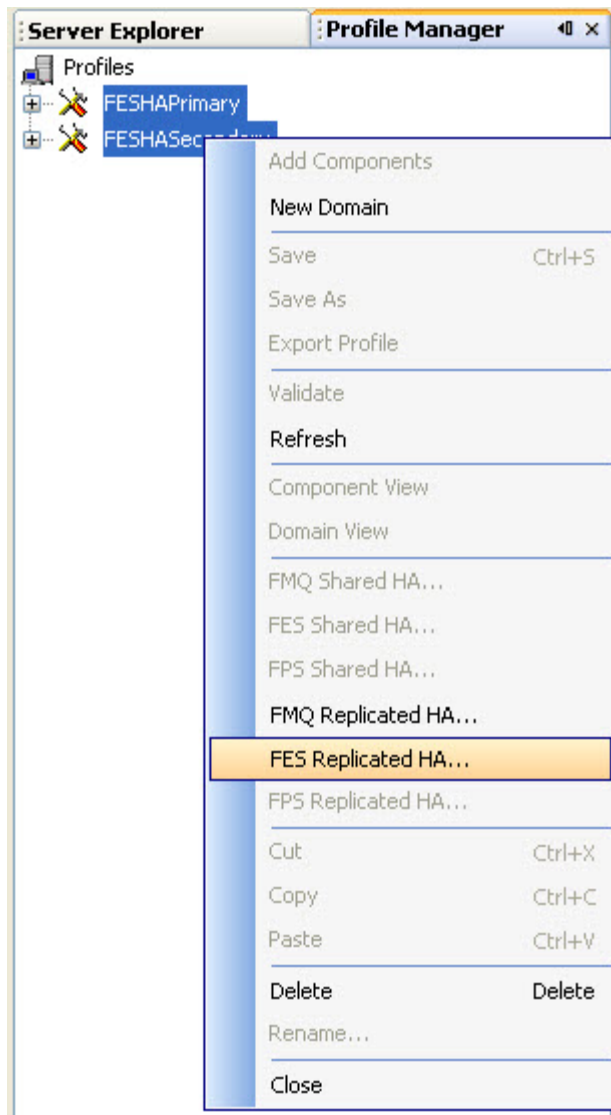 Server Explorer
Profile Manager
Profiles
FESHAPrimary
FESHASecondary
Add Components
New Domain
Save Ctrl+S
Save As
Export Profile
Validate
Refresh
Component View
Domain View
FMQ Shared HA...
FES Shared HA...
FPS Shared HA...
FMQ Replicated HA...
FES Replicated HA...
FPS Replicated HA...
Cut Ctrl+X
Copy Ctrl+C
Paste Ctrl+V
Delete Delete
Rename...
Close